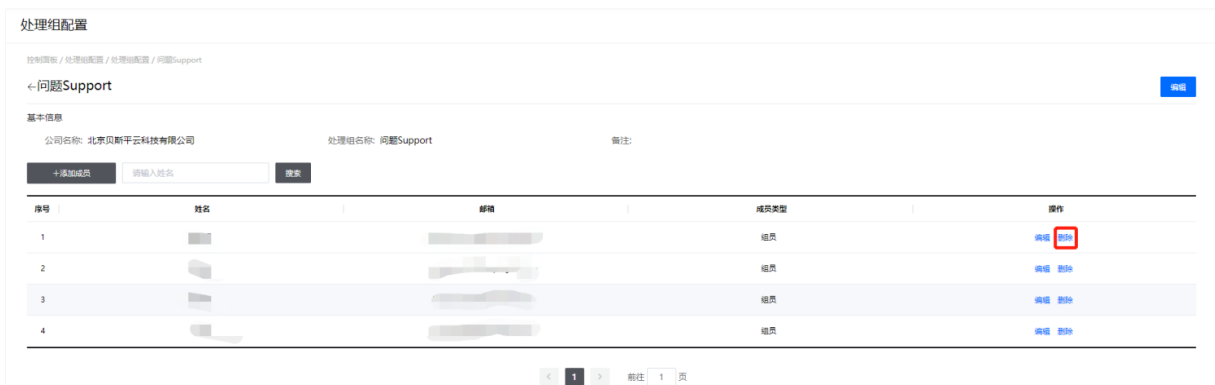 处理组配置
控制面板 / 处理组配置 / 处理组配置 / 问题Support
←问题Support
编辑
基本信息
公司名称: 北京贝斯平云科技有限公司 处理组名称: 问题Support 备注:
+添加成员 请输入姓名 搜索
序号 姓名 邮箱 成员类型 操作
1 组员 编辑 删除
2 组员 编辑 删除
3 组员 编辑 删除
4 组员 编辑 删除
< 1 > 前往 1 页